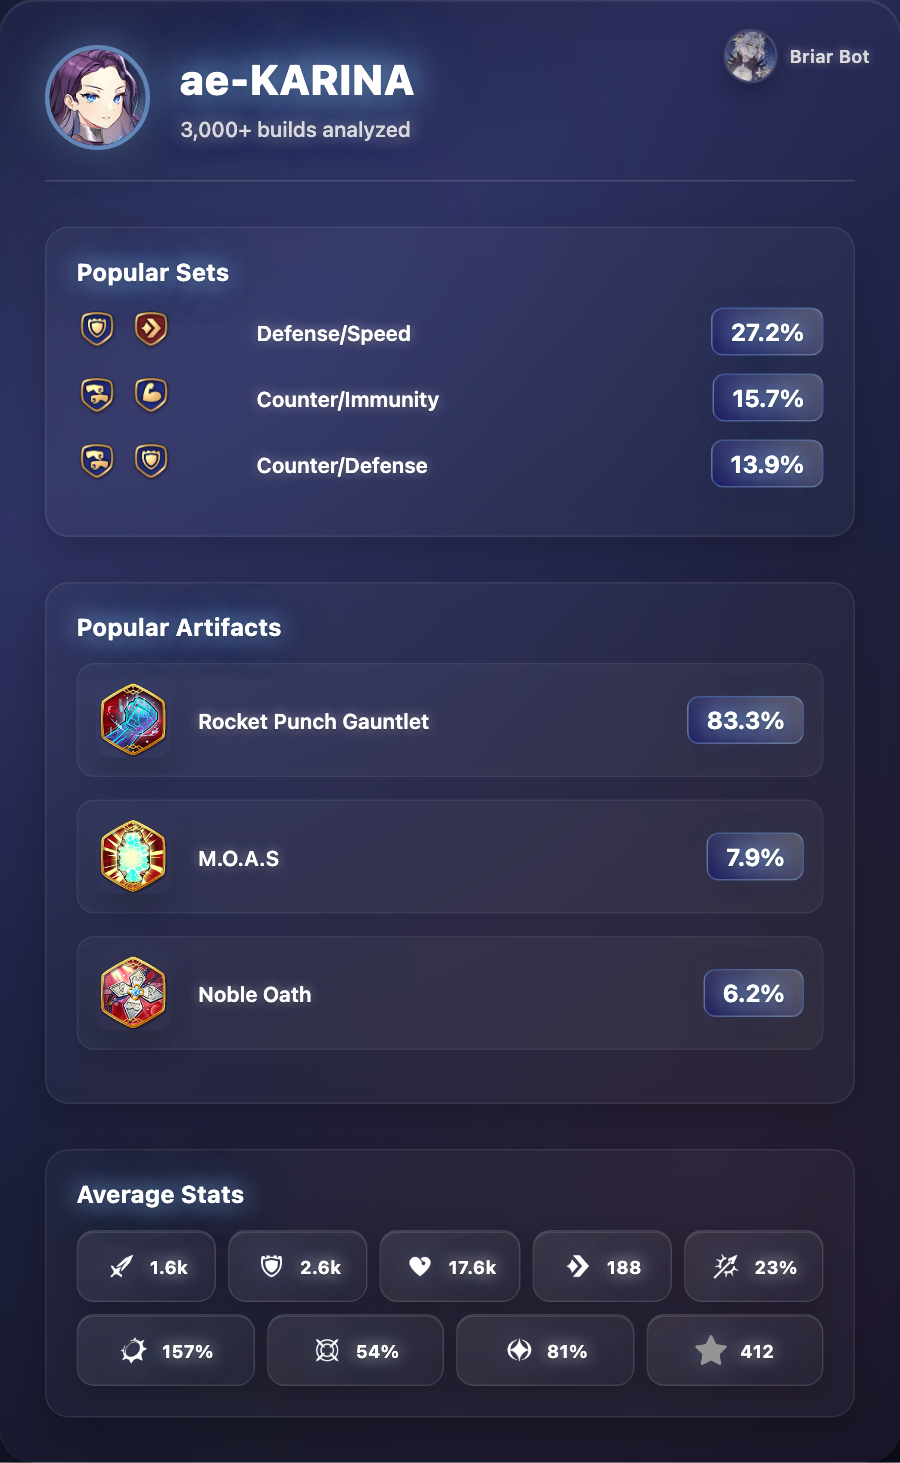 ae-KARINA
3,000+ builds analyzed
Briar Bot
Popular Sets
Defense/Speed
27.2%
Counter/Immunity
15.7%
Counter/Defense
13.9%
Popular Artifacts
Rocket Punch Gauntlet
83.3%
M.O.A.S
7.9%
Noble Oath
6.2%
Average Stats
1.6k
2.6k
17.6k
188
23%
157%
54%
81%
412